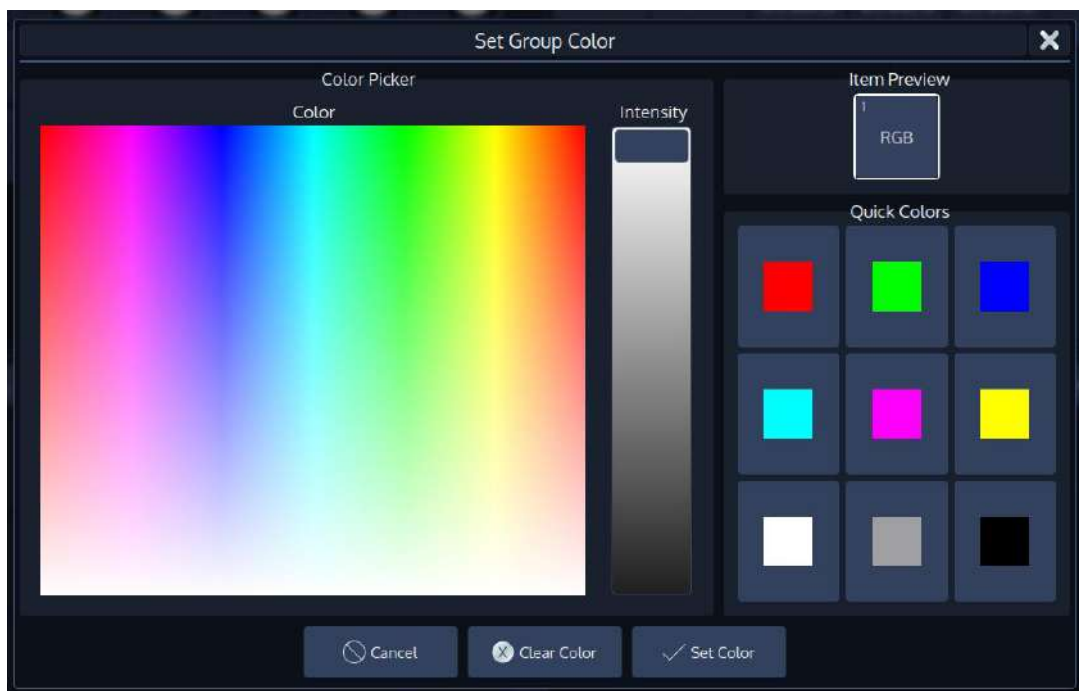 Set Group Color
Color Picker
Color
Intensity
Item Preview
1
RGB
Quick Colors
Cancel
Clear Color
Set Color